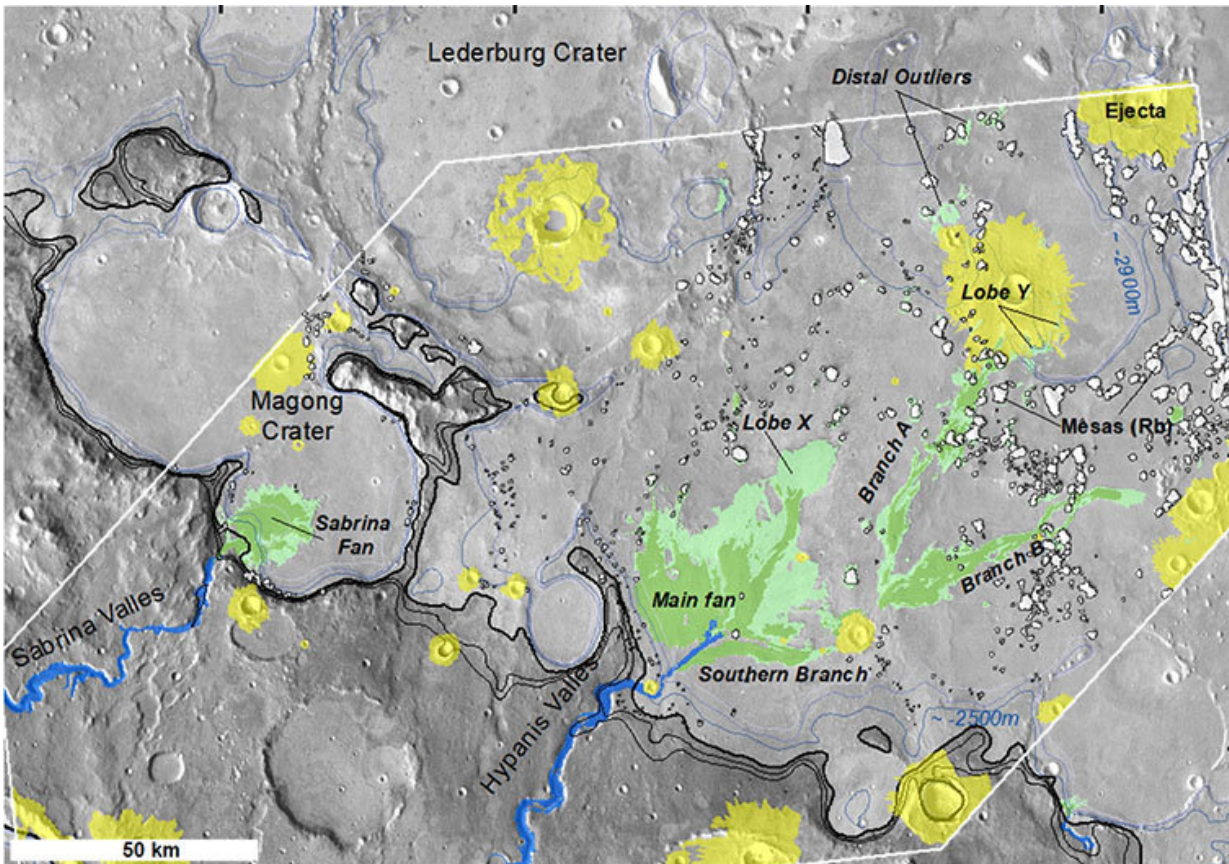 Lederburg Crater
Distal Outliers
Ejecta
~ -2900m
Lobe Y
Magong
Crater
Lobe X
Branch A
Mesas (Rb)
Sabrina
Fan
Branch B
Main fan
Sabrina Valles
Southern Branch
Hypanis Valles
~ -2500m
50 km